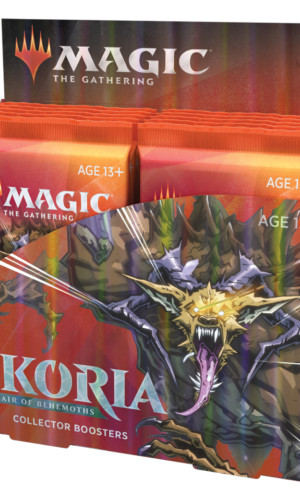 MAGIC
THE GATHERING
AGE 13+
AGE 1
MAGIC
THE GATHERING
AGE 1
KORIA
AIR OF BEHEMOTHS
COLLECTOR BOOSTERS